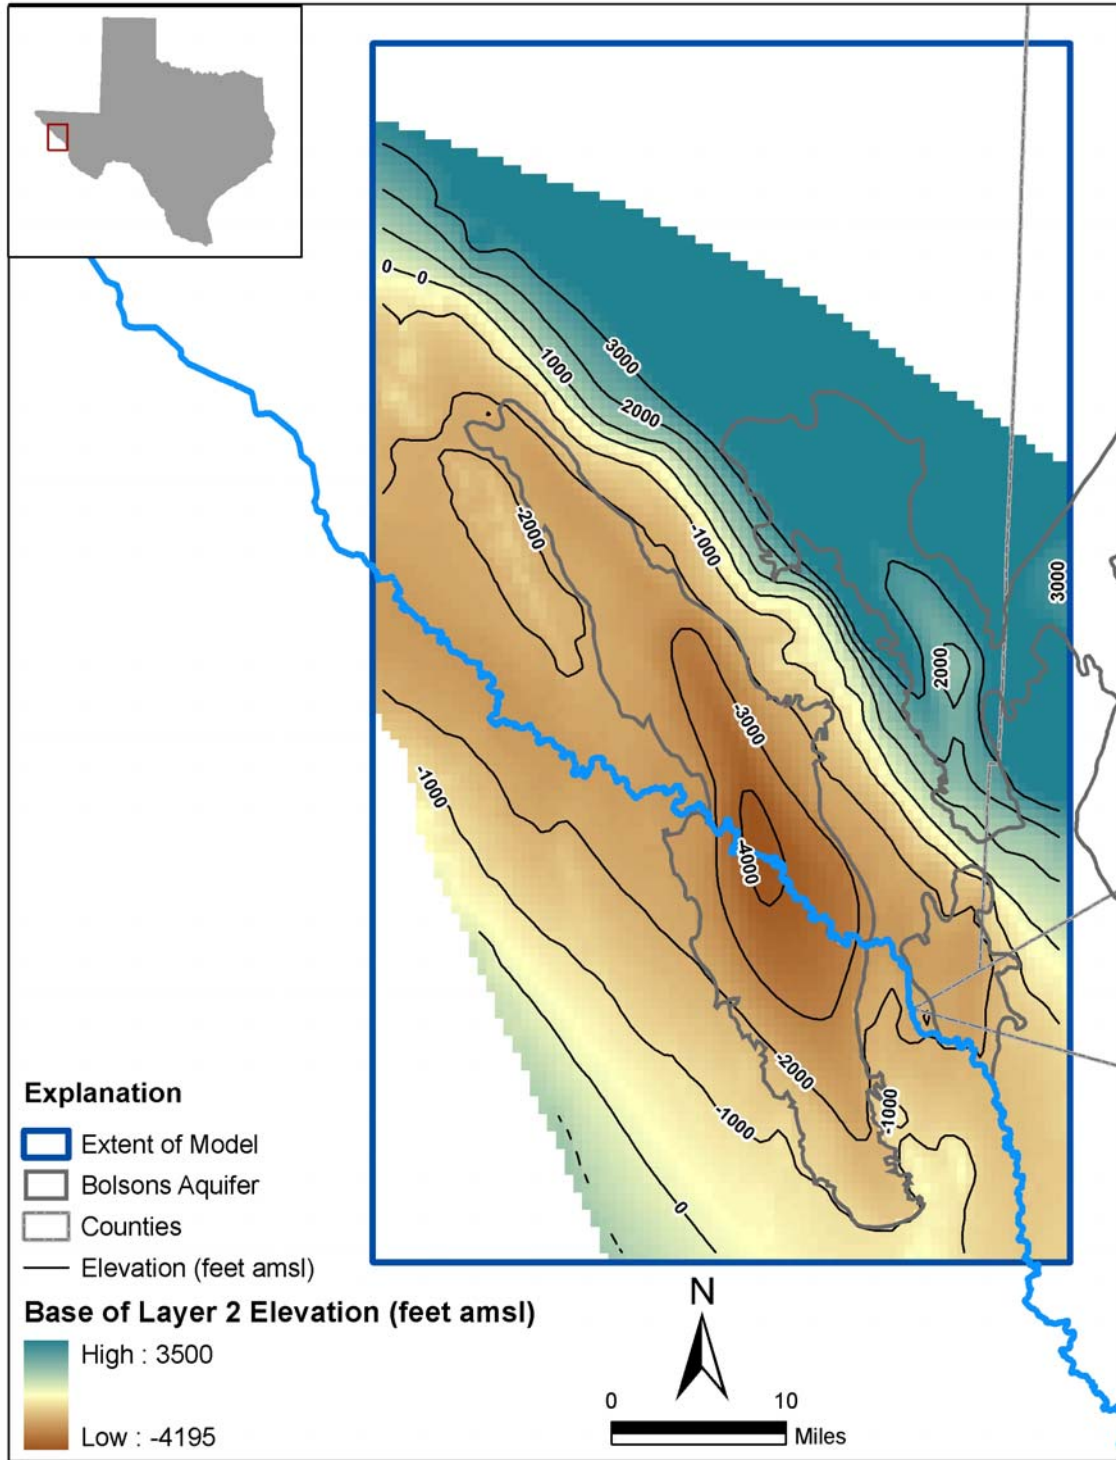 0
0
3000
1000
2000
-2000
-1000
3000
2000
-3000
-1000
-4000
-2000
-1000
-1000
0
Explanation
Extent of Model
Bolsons Aquifer
Counties
Elevation (feet amsl)
Base of Layer 2 Elevation (feet amsl)
High : 3500
Low : -4195
N
0 10
Miles